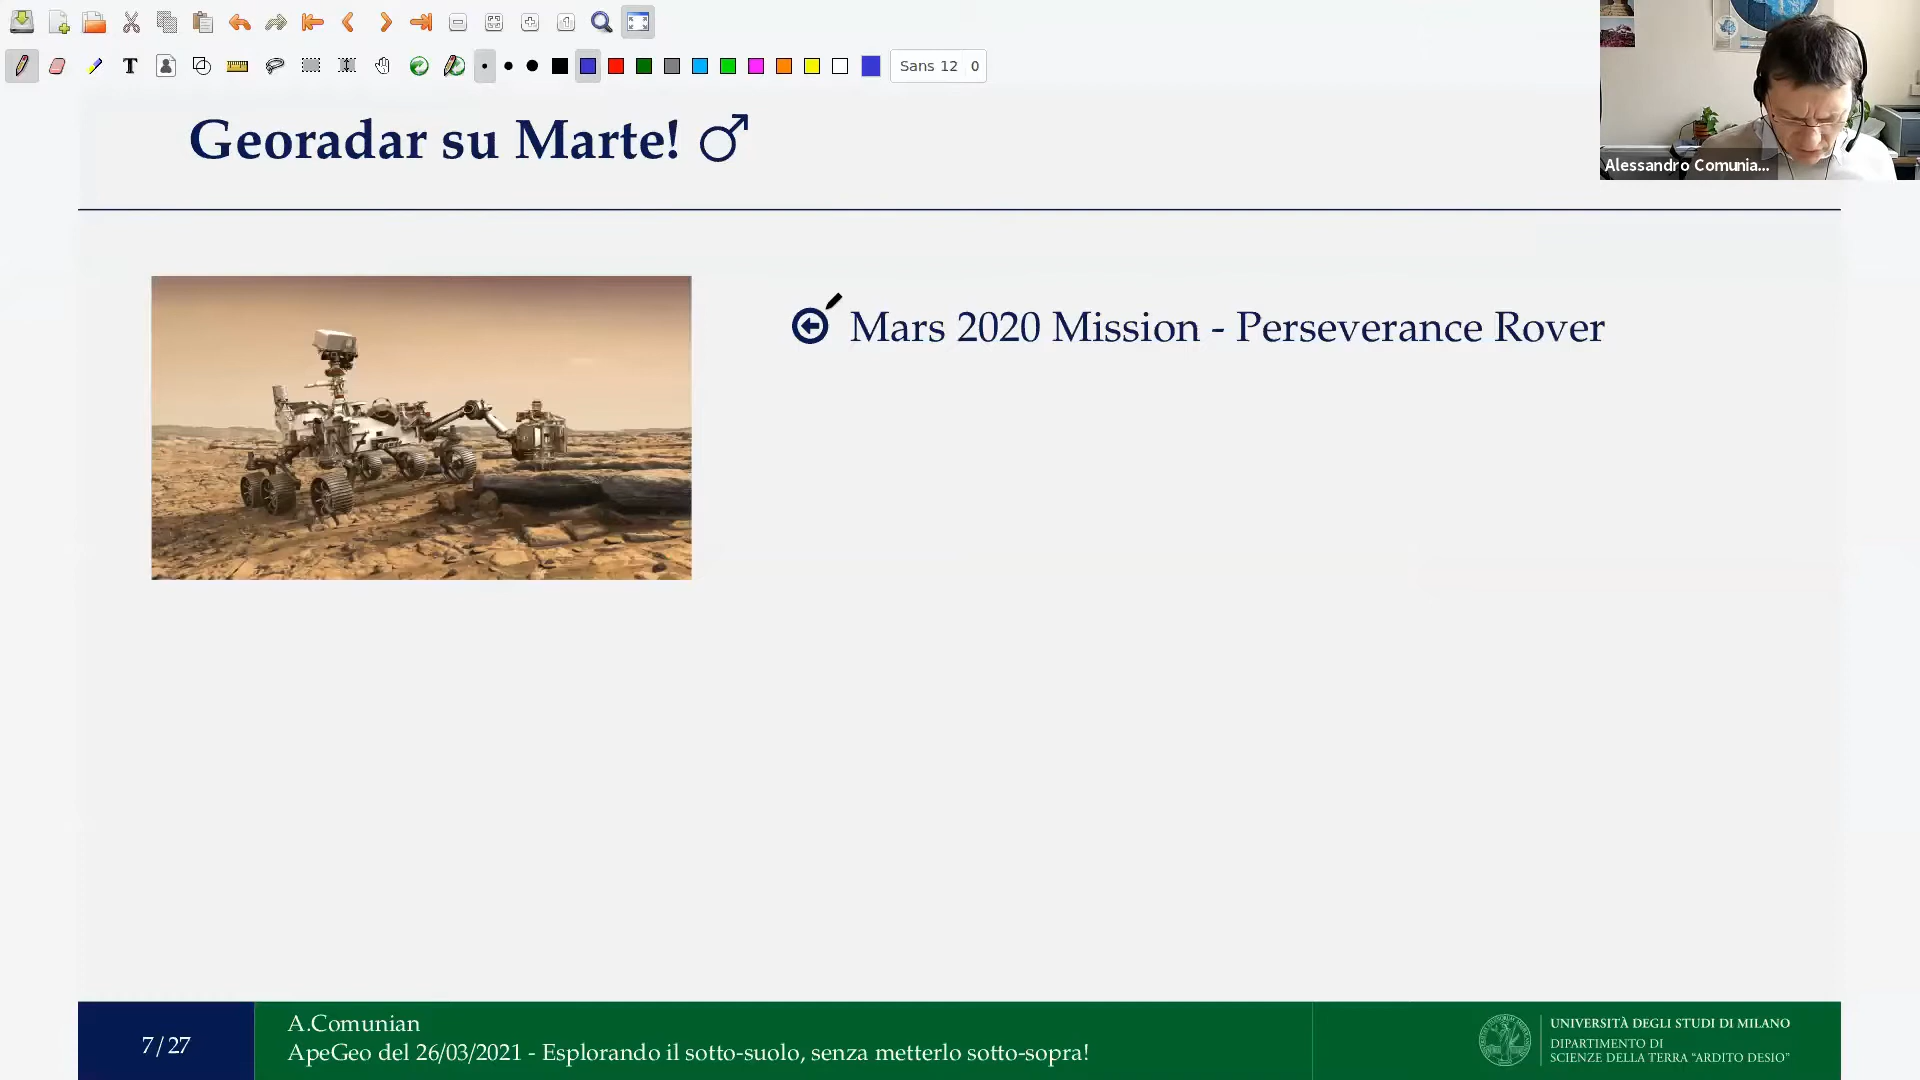 Sans 12 0
Georadar su Marte! ♂
Alessandro Comunia...
Mars 2020 Mission - Perseverance Rover
7/27
A.Comunian
ApeGeo del 26/03/2021 - Esplorando il sotto-suolo, senza metterlo sotto-sopra!
UNIVERSITÀ DEGLI STUDI DI MILANO
DIPARTIMENTO DI
SCIENZE DELLA TERRA "ARDITO DESIO"